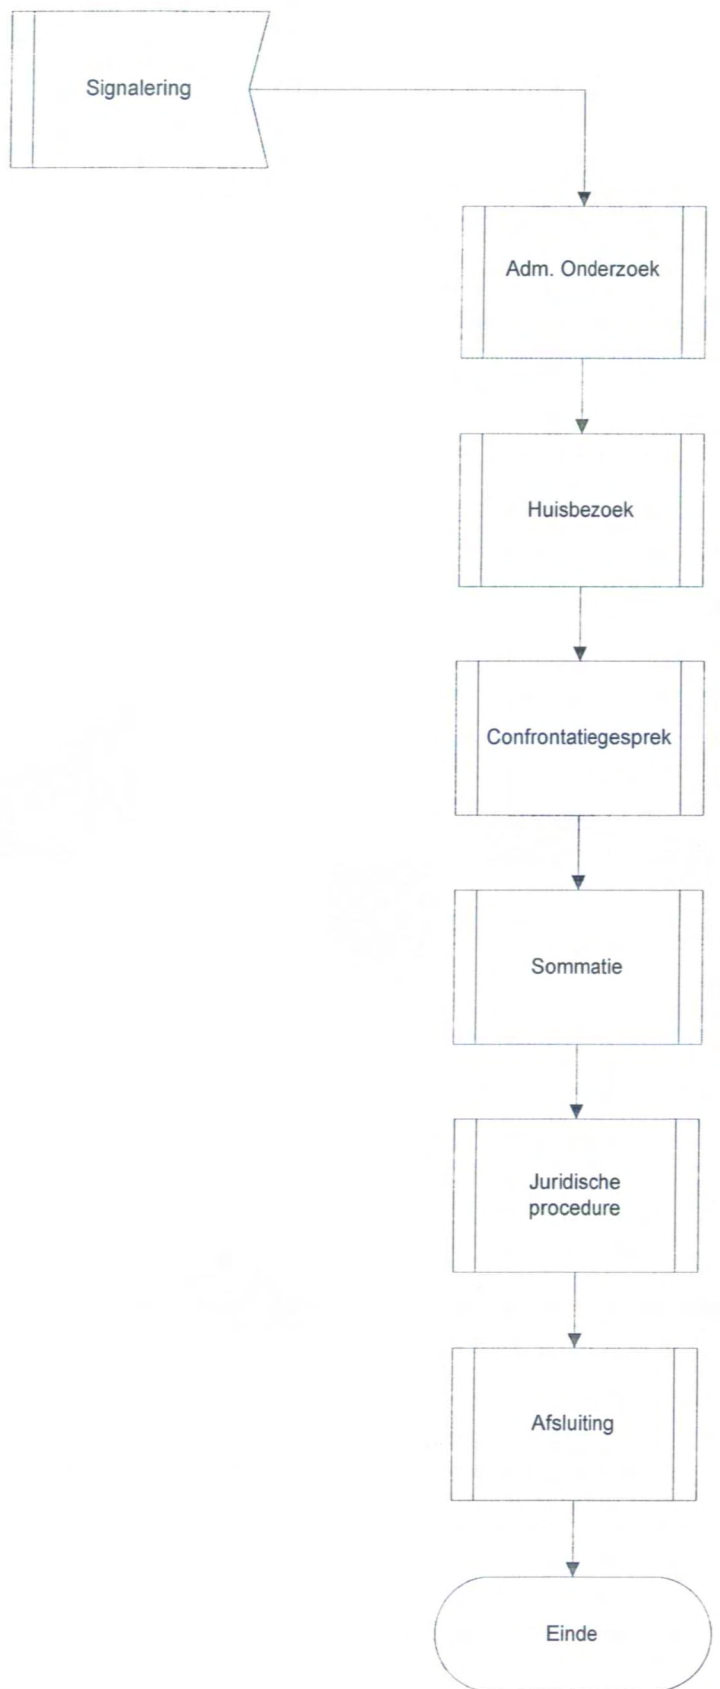 Signalering
Adm. Onderzoek
Huisbezoek
Confrontatiegesprek
Sommatie
Juridische
procedure
Afsluiting
Einde